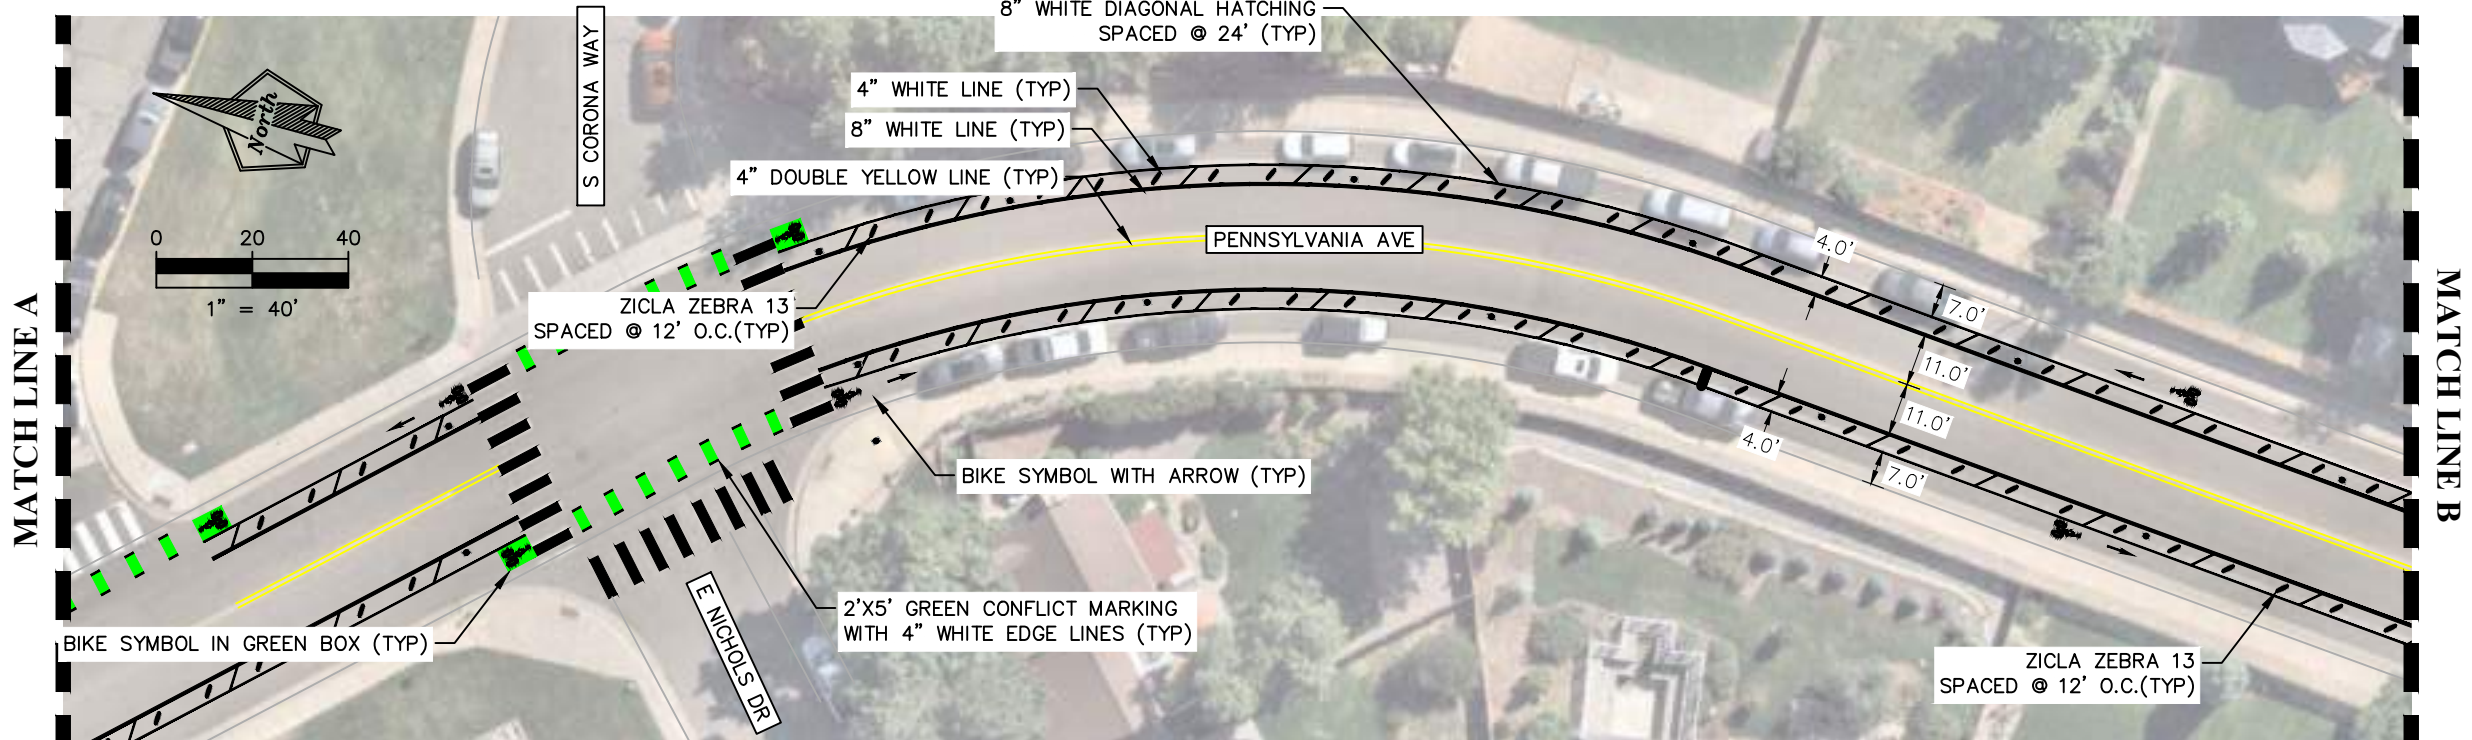 8" WHITE DIAGONAL HATCHING
SPACED @ 24' (TYP)
S CORONA WAY
4" WHITE LINE (TYP)
8" WHITE LINE (TYP)
4" DOUBLE YELLOW LINE (TYP)
North
0 20 40
1" = 40'
PENNSYLVANIA AVE
ZICLA ZEBRA 13
SPACED @ 12' O.C.(TYP)
4.0'
7.0'
11.0'
11.0'
4.0'
7.0'
MATCH LINE A
MATCH LINE B
BIKE SYMBOL WITH ARROW (TYP)
2'X5' GREEN CONFLICT MARKING
WITH 4" WHITE EDGE LINES (TYP)
BIKE SYMBOL IN GREEN BOX (TYP)
E NICHOLS DR
ZICLA ZEBRA 13
SPACED @ 12' O.C.(TYP)